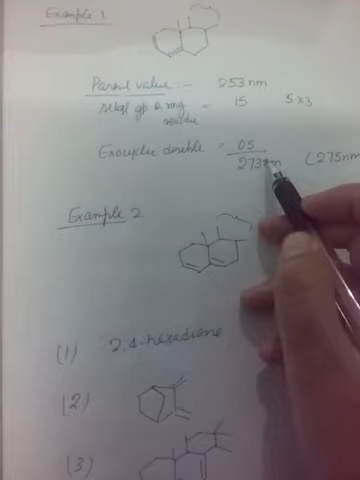 Example 1
Parent value :- 253 nm
gp or ring = 15 5 x 3
residue
Exocyclic double = 05
273 nm (275nm
Example 2
(1) 2,4-hexadiene
(2)
(3)